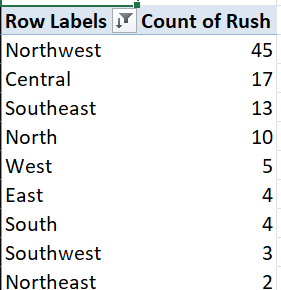 Row Labels Count of Rush
Northwest 45
Central 17
Southeast 13
North 10
West 5
East 4
South 4
Southwest 3
Northeast 2